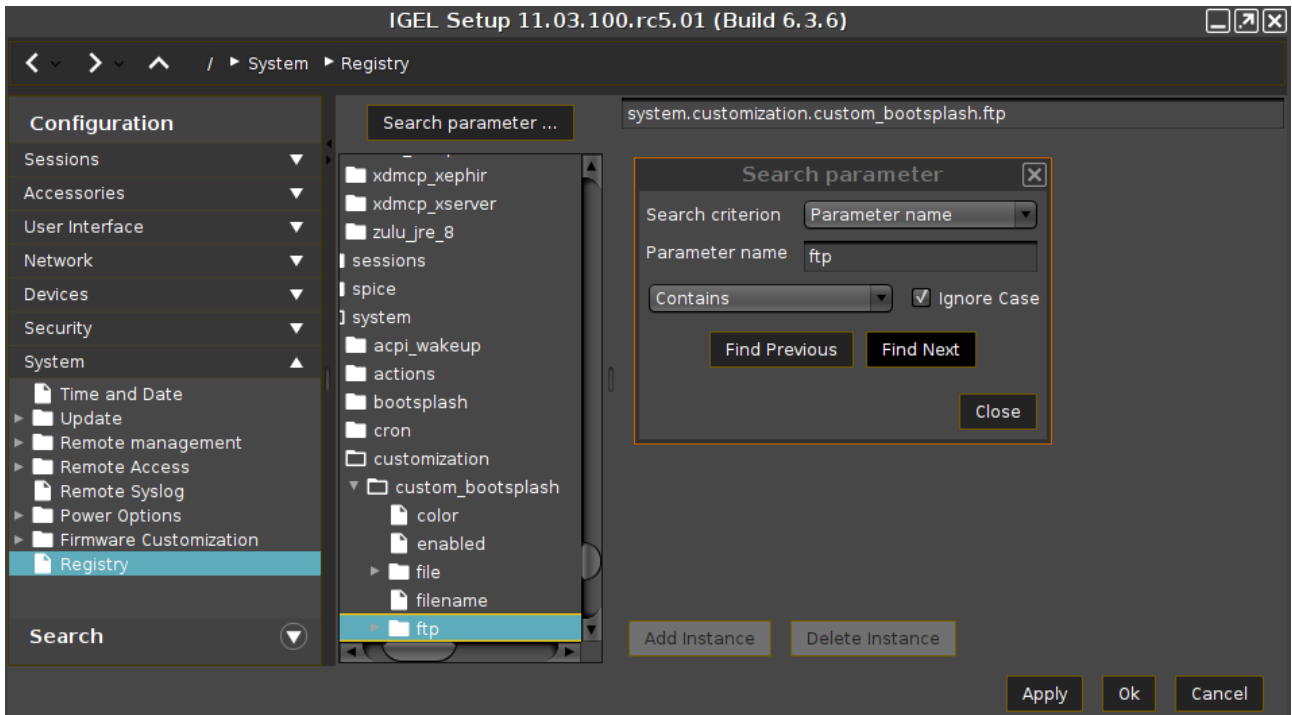 IGEL Setup 11.03.100.rc5.01 (Build 6.3.6)
/ System Registry
Configuration
Sessions
Accessories
User Interface
Network
Devices
Security
System
Time and Date
Update
Remote management
Remote Access
Remote Syslog
Power Options
Firmware Customization
Registry
Search
Search parameter ...
xdmcp_xephir
xdmcp_xserver
zulu_jre_8
sessions
spice
system
acpi_wakeup
actions
bootsplash
cron
customization
custom_bootsplash
color
enabled
file
filename
ftp
system.customization.custom_bootsplash.ftp
Search parameter
Search criterion Parameter name
Parameter name ftp
Contains Ignore Case
Find Previous Find Next
Close
Add Instance Delete Instance
Apply Ok Cancel